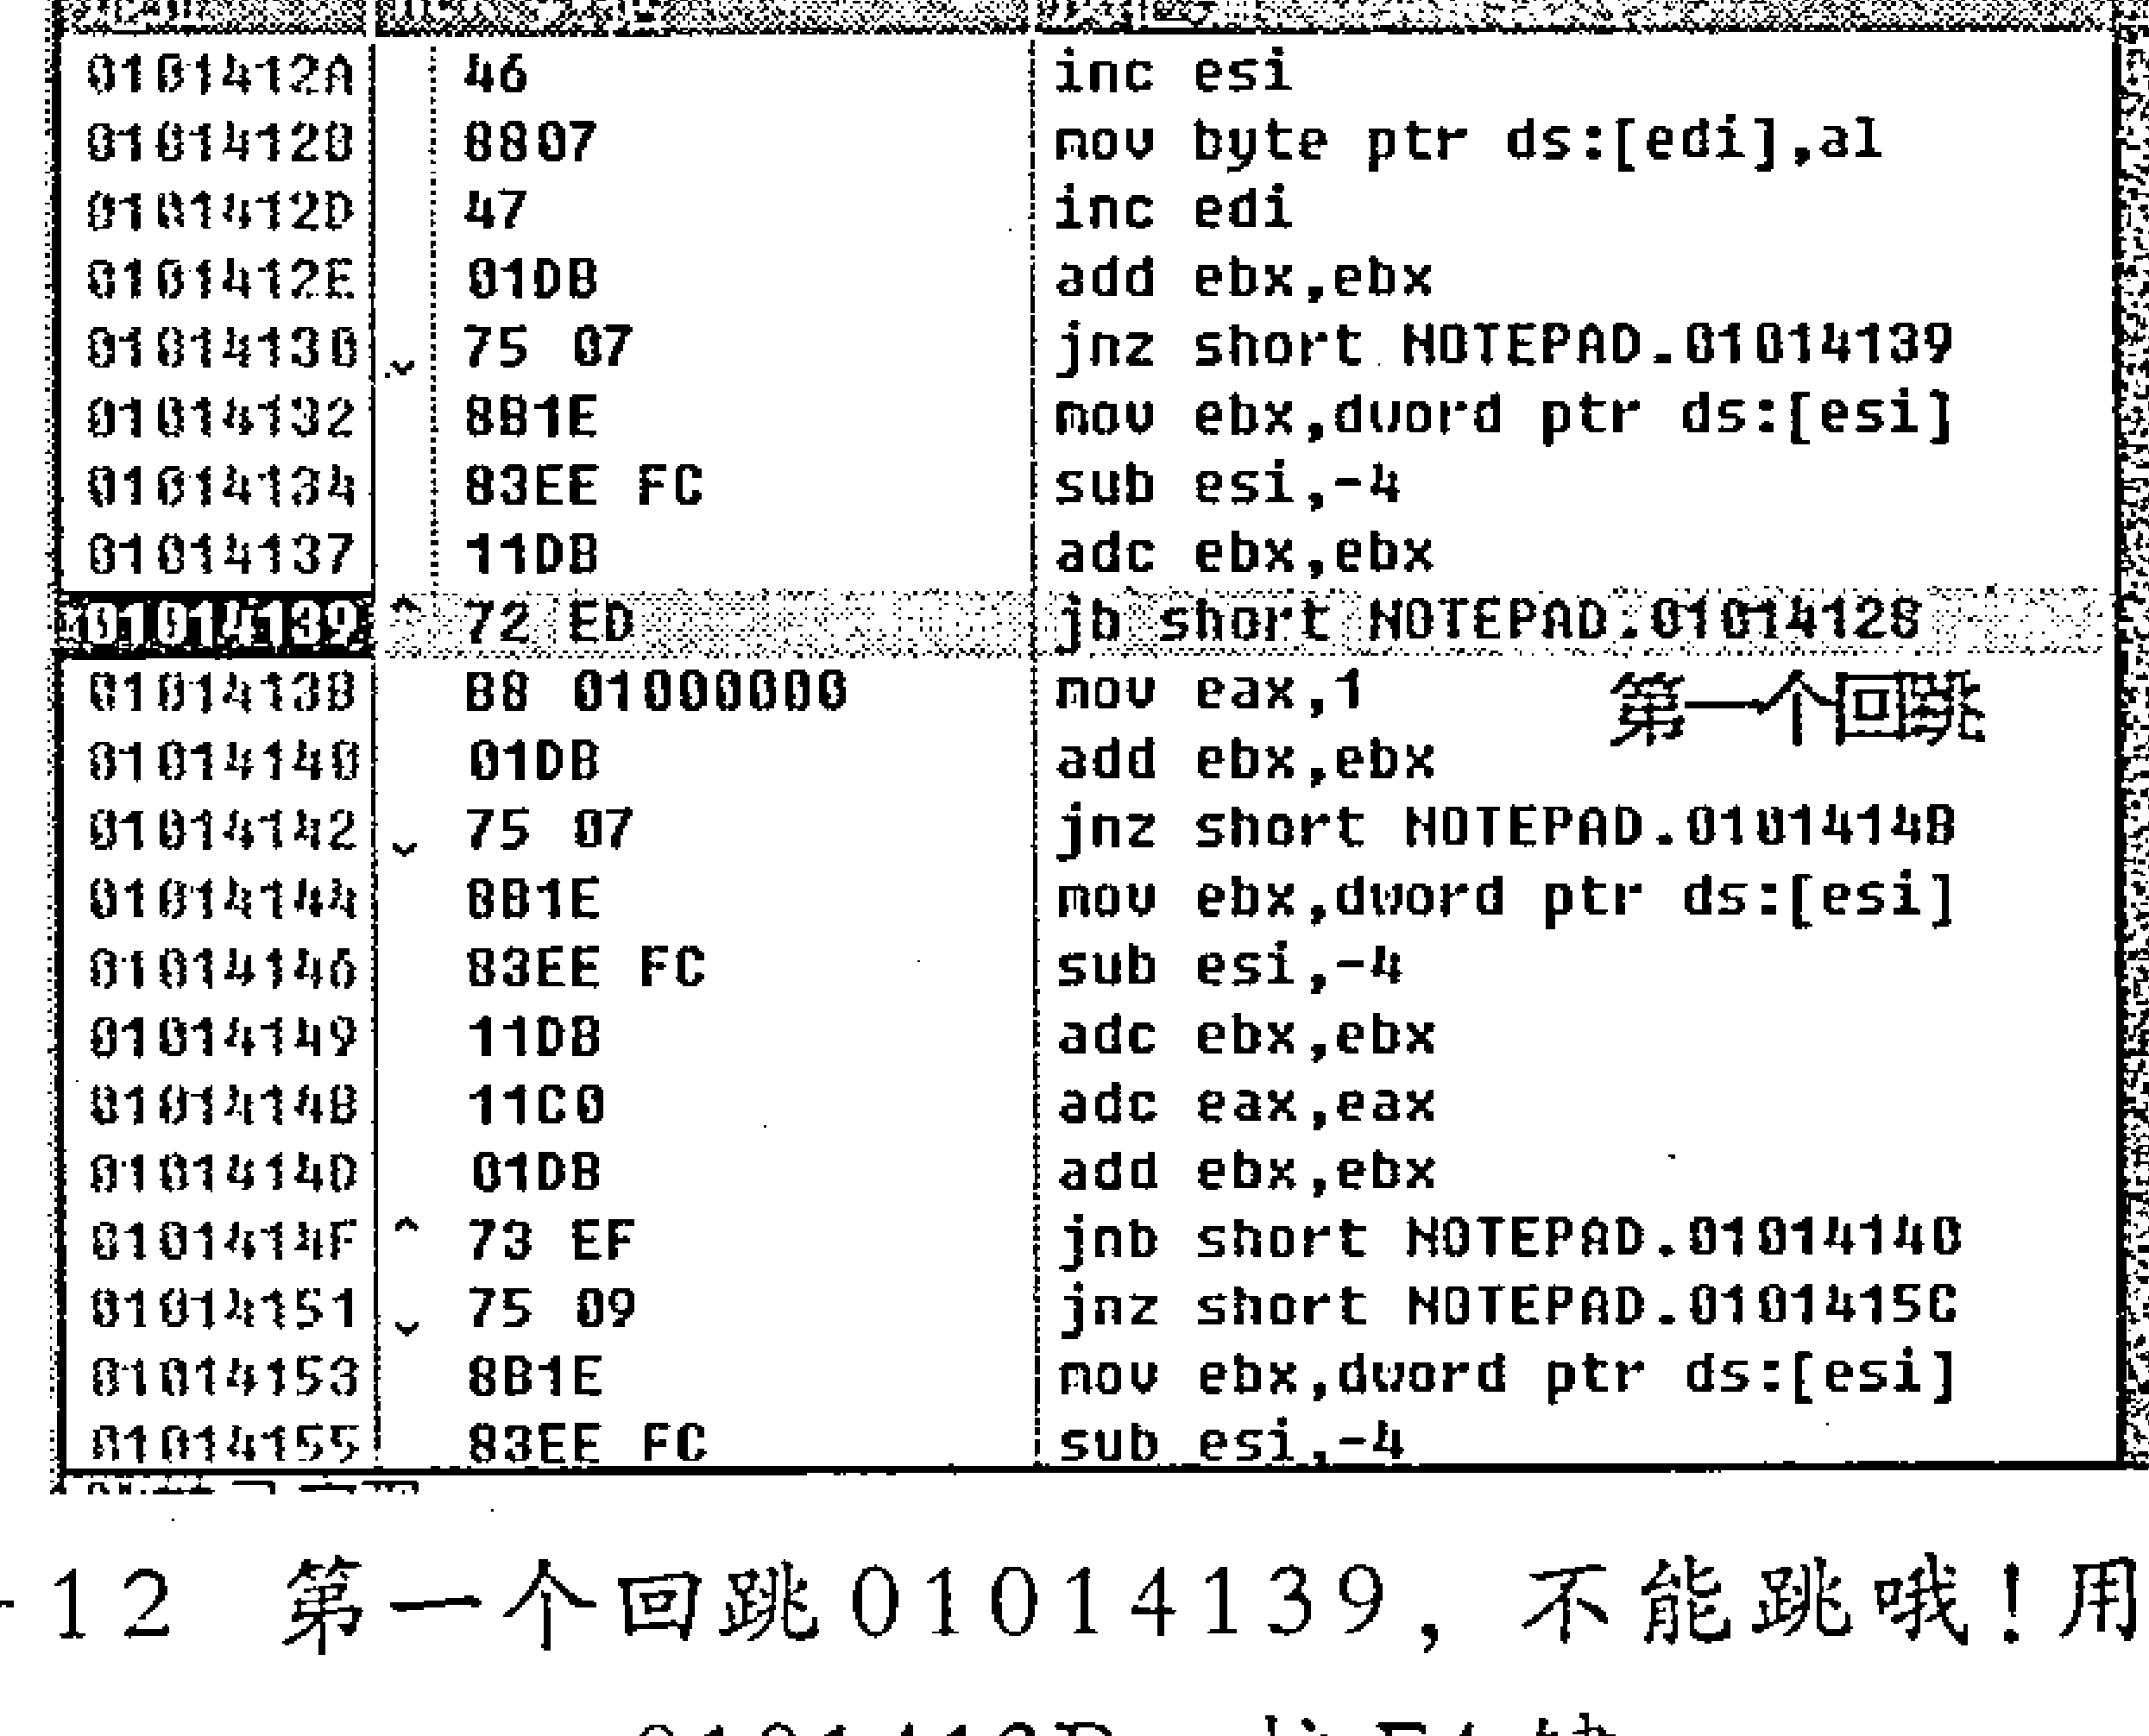 0101412A 46 inc esi
0101412B 8807 mov byte ptr ds:[edi],al
0101412D 47 inc edi
0101412E 01DB add ebx,ebx
01014130 75 07 jnz short NOTEPAD.01014139
01014132 8B1E mov ebx,dword ptr ds:[esi]
01014134 83EE FC sub esi,-4
01014137 11DB adc ebx,ebx
01014139 72 ED jb short NOTEPAD.01014128
0101413B B8 01000000 mov eax,1
第一个回跳
01014140 01DB add ebx,ebx
01014142 75 07 jnz short NOTEPAD.0101414B
01014144 8B1E mov ebx,dword ptr ds:[esi]
01014146 83EE FC sub esi,-4
01014149 11DB adc ebx,ebx
0101414B 11C0 adc eax,eax
0101414D 01DB add ebx,ebx
0101414F 73 EF jnb short NOTEPAD.01014140
01014151 75 09 jnz short NOTEPAD.0101415C
01014153 8B1E mov ebx,dword ptr ds:[esi]
01014155 83EE FC sub esi,-4
-12 第一个回跳01014139，不能跳哦！用